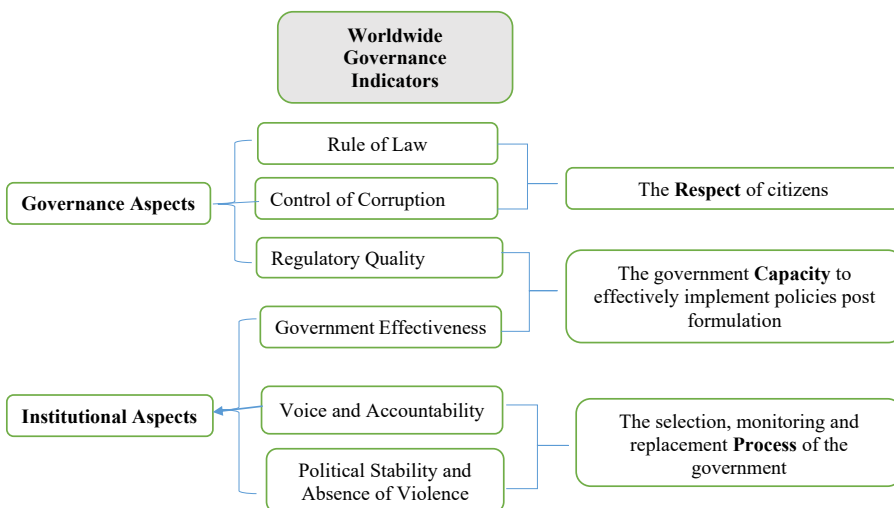 Worldwide
Governance
Indicators
Rule of Law
Governance Aspects
Control of Corruption
The Respect of citizens
Regulatory Quality
The government Capacity to
effectively implement policies post
formulation
Government Effectiveness
Institutional Aspects
Voice and Accountability
The selection, monitoring and
replacement Process of the
government
Political Stability and
Absence of Violence